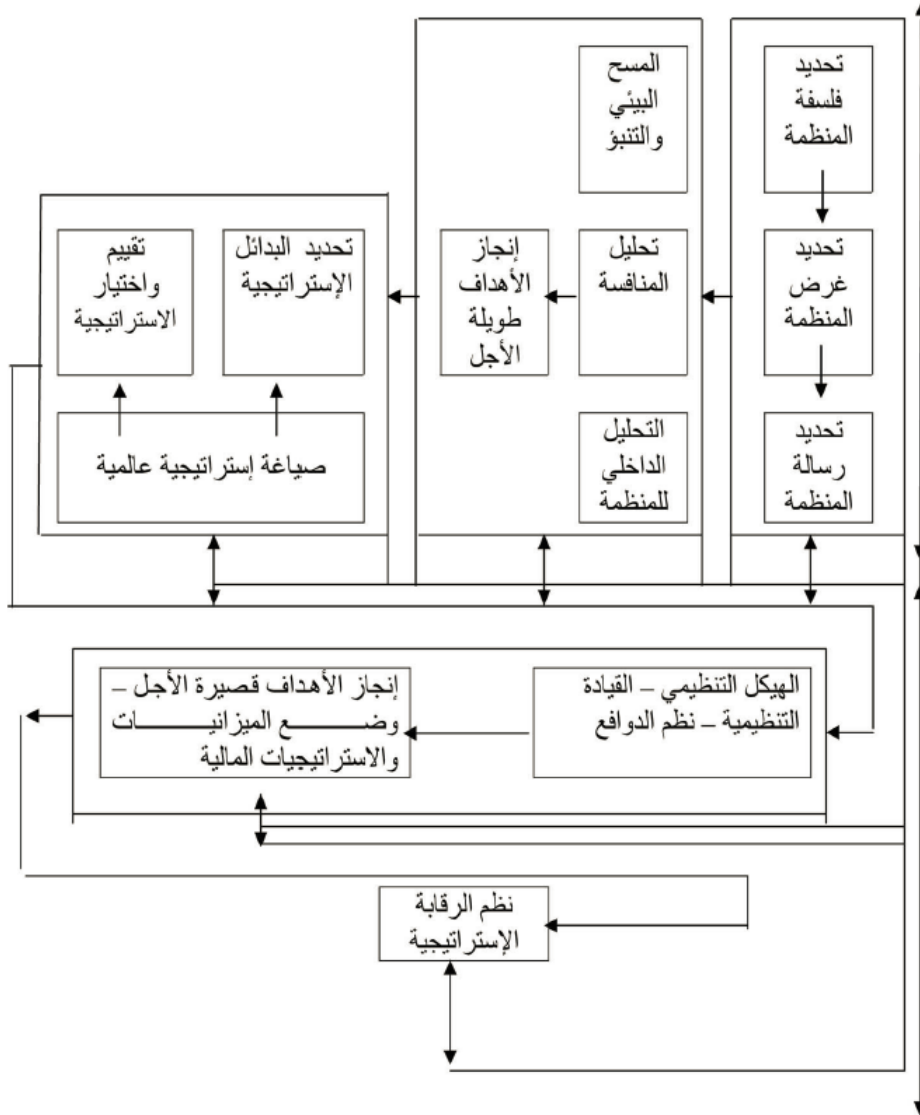 تحديد
فلسفة
المنظمة
تحديد
غرض
المنظمة
تحديد
رسالة
المنظمة
المسح
البيئي
والتنبؤ
تحليل
المنافسة
التحليل
الداخلي
للمنظمة
إنجاز
الأهداف
طويلة
الأجل
تحديد البدائل
الإستراتيجية
تقييم
واختيار
الاستراتيجية
صياغة إستراتيجية عالمية
الهيكل التنظيمي – القيادة
التنظيمية – نظم الدوافع
إنجاز الأهداف قصيرة الأجل –
وضـــــع الميزانيـــــات
والاستراتيجيات المالية
نظم الرقابة
الإستراتيجية